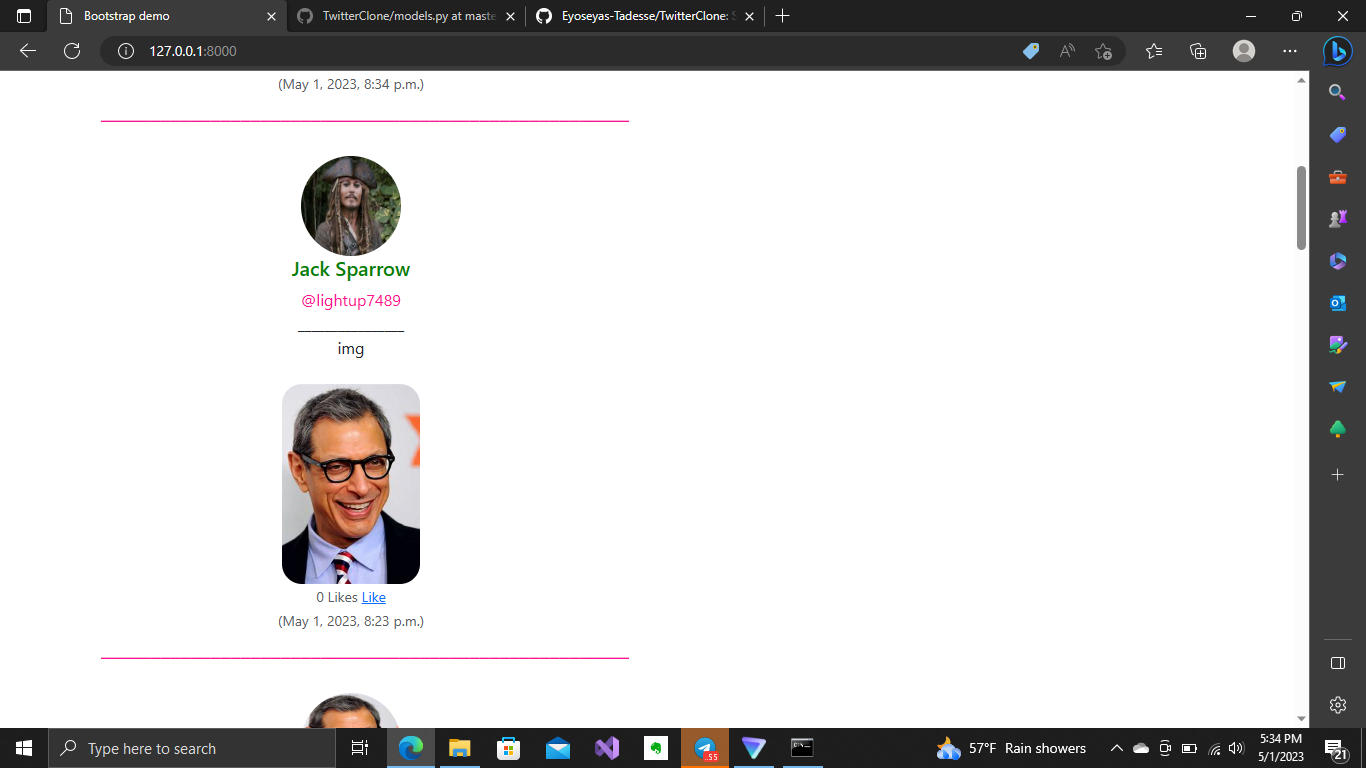 Bootstrap demo
TwitterClone/models.py at maste
Eyoseyas-Tadesse/TwitterClone: S
127.0.0.1:8000
(May 1, 2023, 8:34 p.m.)
Jack Sparrow
@lightup7489
img
0 Likes Like
(May 1, 2023, 8:23 p.m.)
Type here to search
.55
57°F Rain showers
5:34 PM
5/1/2023
21